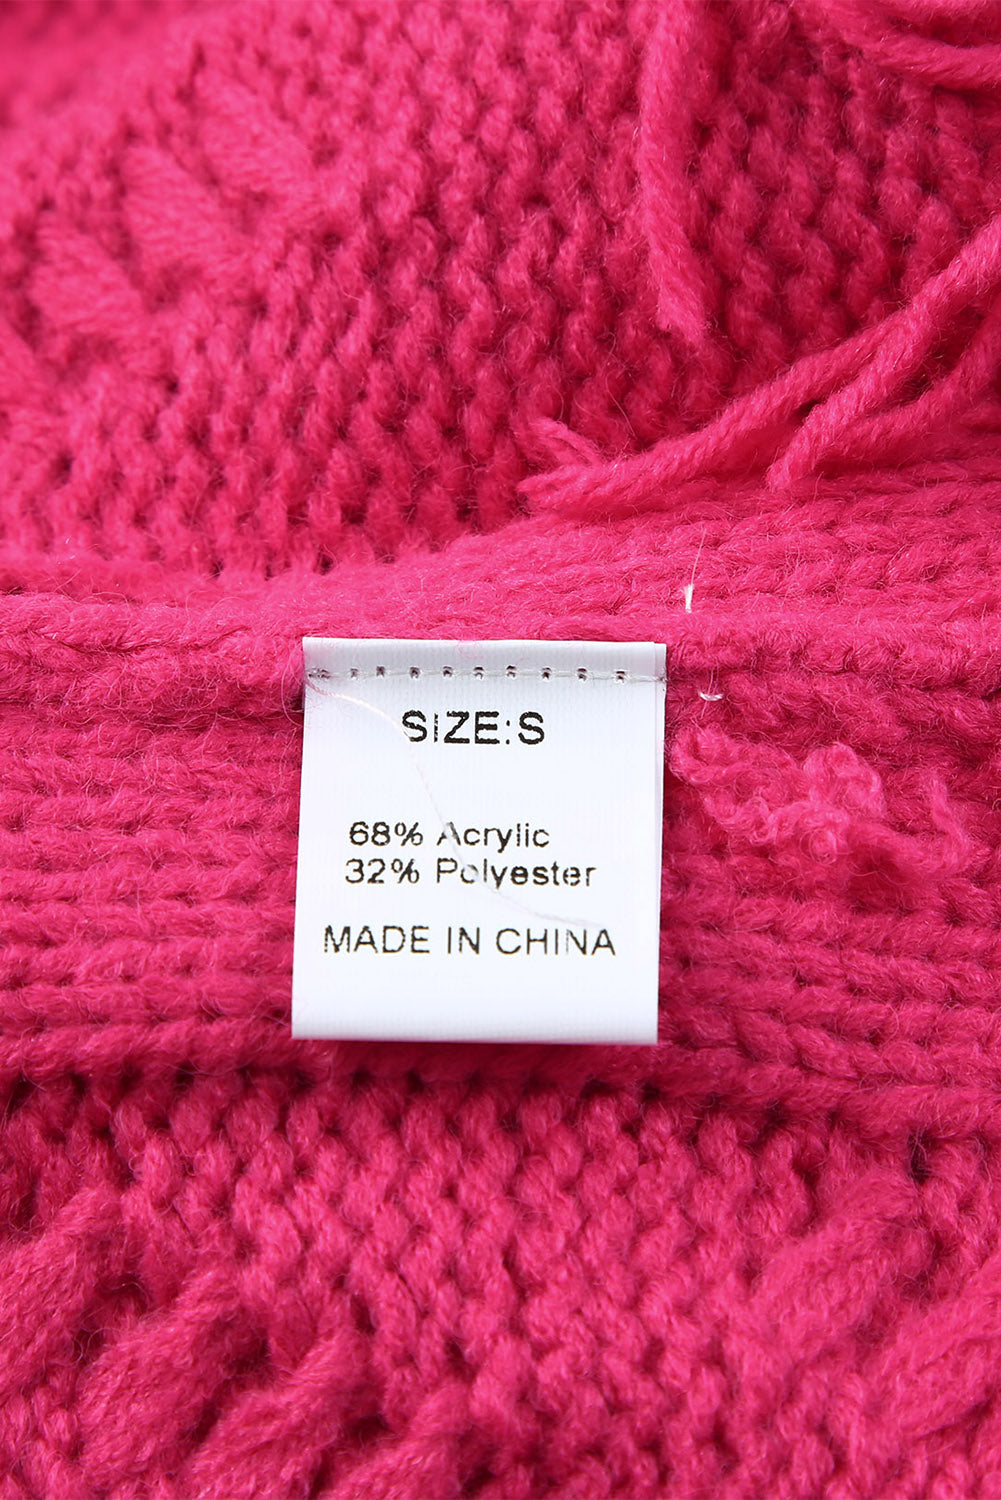 SIZE:S
68% Acrylic
32% Polyester
MADE IN CHINA